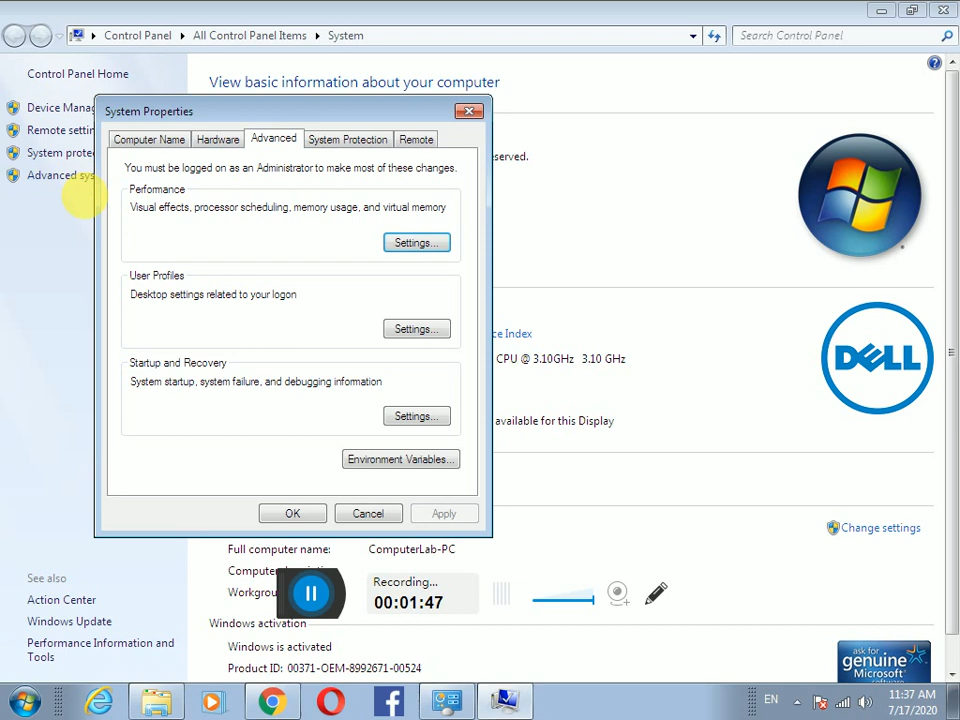 Control Panel
All Control Panel Items
System
Search Control Panel
Control Panel Home
View basic information about your computer
Device Manag
Remote settin
System prote
Advanced sys
System Properties
Computer Name
Hardware
Advanced
System Protection
Remote
You must be logged on as an Administrator to make most of these changes.
Performance
Visual effects, processor scheduling, memory usage, and virtual memory
Settings...
User Profiles
Desktop settings related to your logon
Settings...
Startup and Recovery
System startup, system failure, and debugging information
Settings...
Environment Variables...
OK
Cancel
Apply
served.
ce Index
CPU @ 3.10GHz 3.10 GHz
available for this Display
DELL
Change settings
Full computer name: ComputerLab-PC
Compute
Workgrou
Recording...
00:01:47
Windows activation
Windows is activated
Product ID: 00371-OEM-8992671-00524
See also
Action Center
Windows Update
Performance Information and
Tools
ask for
genuine
Microsoft
EN
11:37 AM
7/17/2020